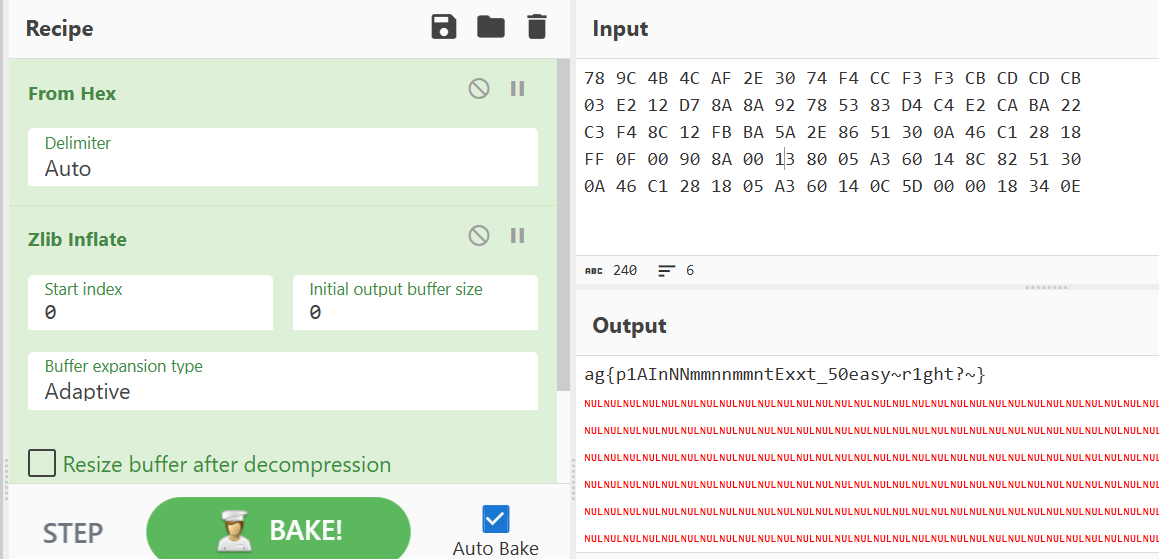 Recipe
From Hex
Delimiter
Auto
Zlib Inflate
Start index
0
Initial output buffer size
0
Buffer expansion type
Adaptive
Resize buffer after decompression
STEP
BAKE!
Auto Bake
Input
78 9C 4B 4C AF 2E 30 74 F4 CC F3 F3 CB CD CD CB
03 E2 12 D7 8A 8A 92 78 53 83 D4 C4 E2 CA BA 22
C3 F4 8C 12 FB BA 5A 2E 86 51 30 0A 46 C1 28 18
FF 0F 00 90 8A 00 13 80 05 A3 60 14 8C 82 51 30
0A 46 C1 28 18 05 A3 60 14 0C 5D 00 00 18 34 0E
ABC 240 6
Output
ag{p1AInNNmmnnmmntExxt_50easy~r1ght?~}
NULNULNULNULNULNULNULNULNULNULNULNULNULNULNULNULNULNULNULNULNULNULNULNULNULNULNULNULNULNUL
NULNULNULNULNULNULNULNULNULNULNULNULNULNULNULNULNULNULNULNULNULNULNULNULNULNULNULNULNULNUL
NULNULNULNULNULNULNULNULNULNULNULNULNULNULNULNULNULNULNULNULNULNULNULNULNULNULNULNULNULNUL
NULNULNULNULNULNULNULNULNULNULNULNULNULNULNULNULNULNULNULNULNULNULNULNULNULNULNULNULNULNUL
NULNULNULNULNULNULNULNULNULNULNULNULNULNULNULNULNULNULNULNULNULNULNULNULNULNULNULNULNULNUL
NULNULNULNULNULNULNULNULNULNULNULNULNULNULNULNULNULNULNULNULNULNULNULNULNULNULNULNULNULNUL